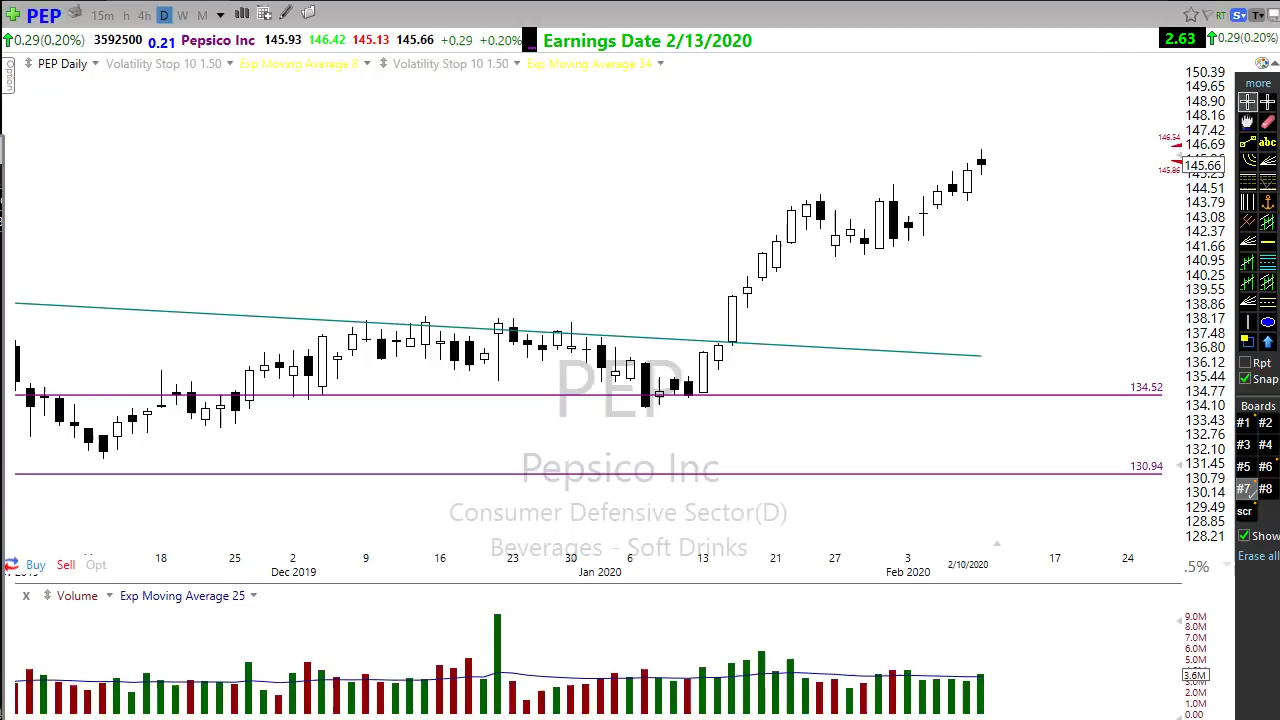 PEP 15m h 4h D W M RT S T
0.29(0.20%) 3592500 0.21 Pepsico Inc 145.93 146.42 145.13 145.66 +0.29 +0.20% Earnings Date 2/13/2020 2.63 0.29(0.20%)
Option
PEP Daily Volatility Stop 10 1.50 Exp Moving Average 8 Volatility Stop 10 1.50 Exp Moving Average 34
150.39
149.65
148.90
148.16
147.42
146.69
146.54
145.66
145.86
144.51
143.79
143.08
142.37
141.66
140.95
140.25
139.55
138.86
138.17
137.48
136.80
136.12
135.44
134.77
134.10
133.43
132.76
132.10
131.45
130.79
130.14
129.49
128.85
128.21
134.52
130.94
PEP
Pepsico Inc
Consumer Defensive Sector(D)
Beverages - Soft Drinks
more
abc
Rpt
Snap
Boards
#1 #2
#3 #4
#5 #6
#7 #8
scr
Show
Erase all
18 25 2 9 16 23 30 6 13 21 27 3 2/10/2020 17 24
Dec 2019 Jan 2020 Feb 2020
Buy Sell Opt
.5%
x Volume Exp Moving Average 25
9.0M
8.0M
7.0M
6.0M
5.0M
3.6M
2.0M
1.0M
0.00